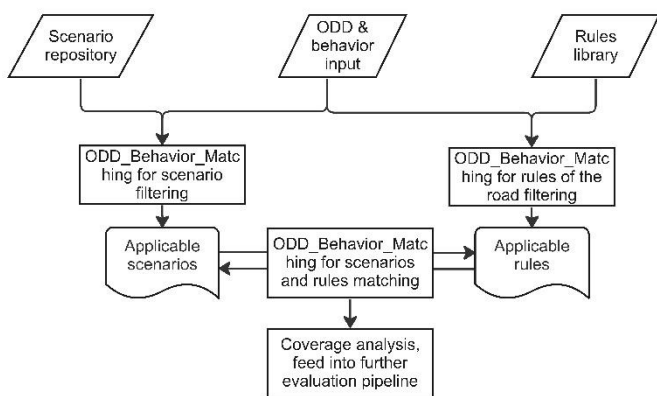 Scenario
repository
ODD &
behavior
input
Rules
library
ODD_Behavior_Matc
hing for scenario
filtering
ODD_Behavior_Matc
hing for rules of the
road filtering
Applicable
scenarios
ODD_Behavior_Matc
hing for scenarios
and rules matching
Applicable
rules
Coverage analysis,
feed into further
evaluation pipeline